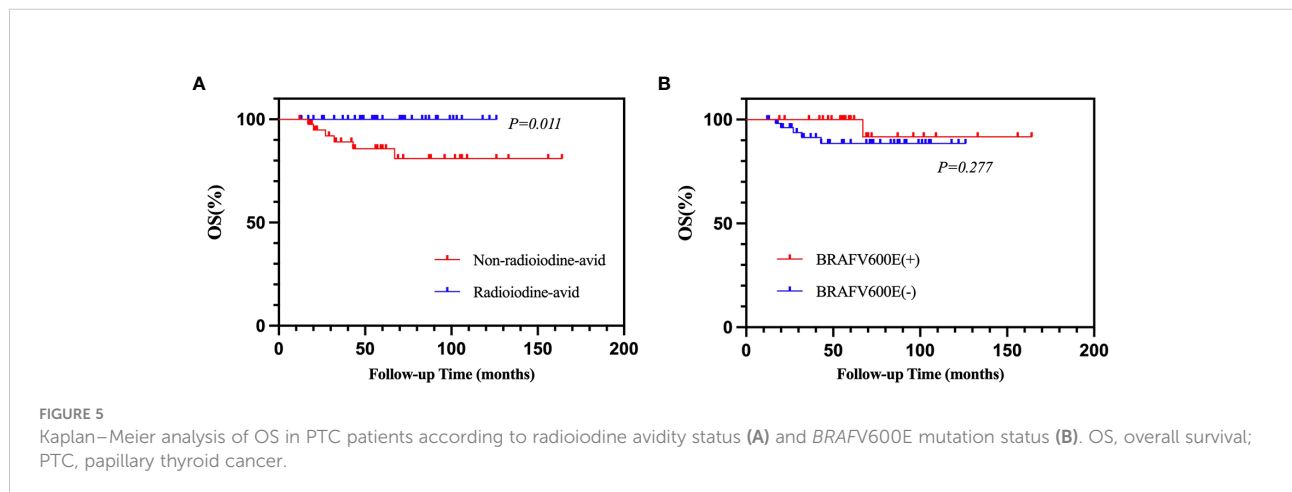 A
B
100
50
0
OS(%)
P=0.011
Non-radioiodine-avid
Radioiodine-avid
0
50
100
150
200
Follow-up Time (months)
100
50
0
OS(%)
P=0.277
BRAFV600E(+)
BRAFV600E(-)
0
50
100
150
200
Follow-up Time (months)
FIGURE 5
Kaplan–Meier analysis of OS in PTC patients according to radioiodine avidity status (A) and BRAFV600E mutation status (B). OS, overall survival;
PTC, papillary thyroid cancer.